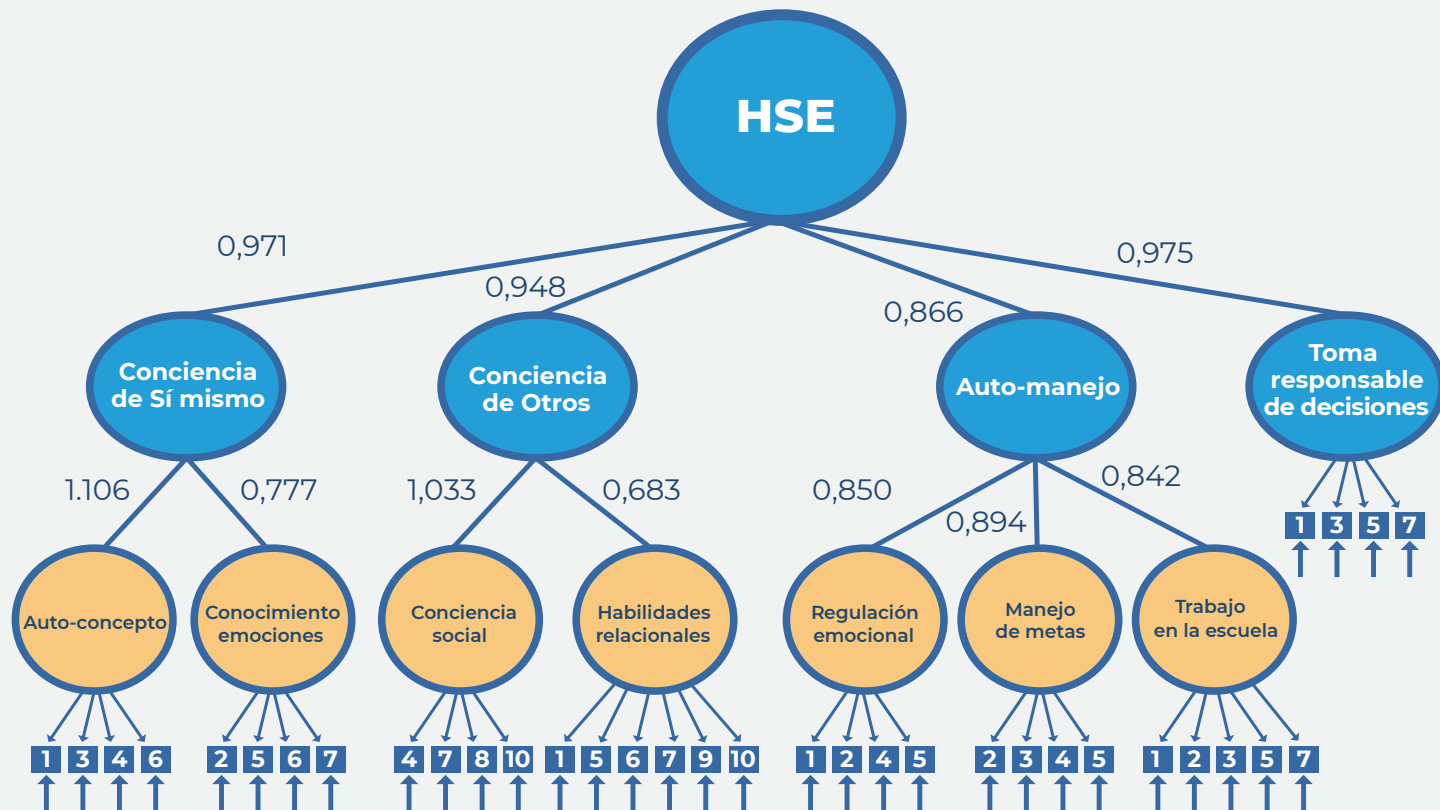 HSE
0,971
0,948
0,866
0,975
Conciencia
de Sí mismo
Conciencia
de Otros
Auto-manejo
Toma
responsable
de decisiones
1.106
0,777
1,033
0,683
0,850
0,894
0,842
1 3 5 7
Auto-concepto
Conocimiento
emociones
Conciencia
social
Habilidades
relacionales
Regulación
emocional
Manejo
de metas
Trabajo
en la escuela
1 3 4 6
2 5 6 7
4 7 8 10
1 5 6 7 9 10
1 2 4 5
2 3 4 5
1 2 3 5 7